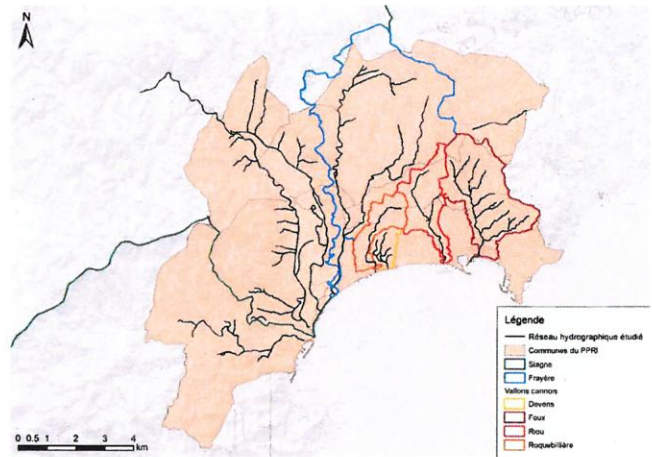 N
Légende
Réseau hydrographique étudié
Communes du PPRI
Siagne
Frayère
Vallons cannois
Devens
Foux
Riou
Roquebillière
0 0.5 1 2 3 4
km